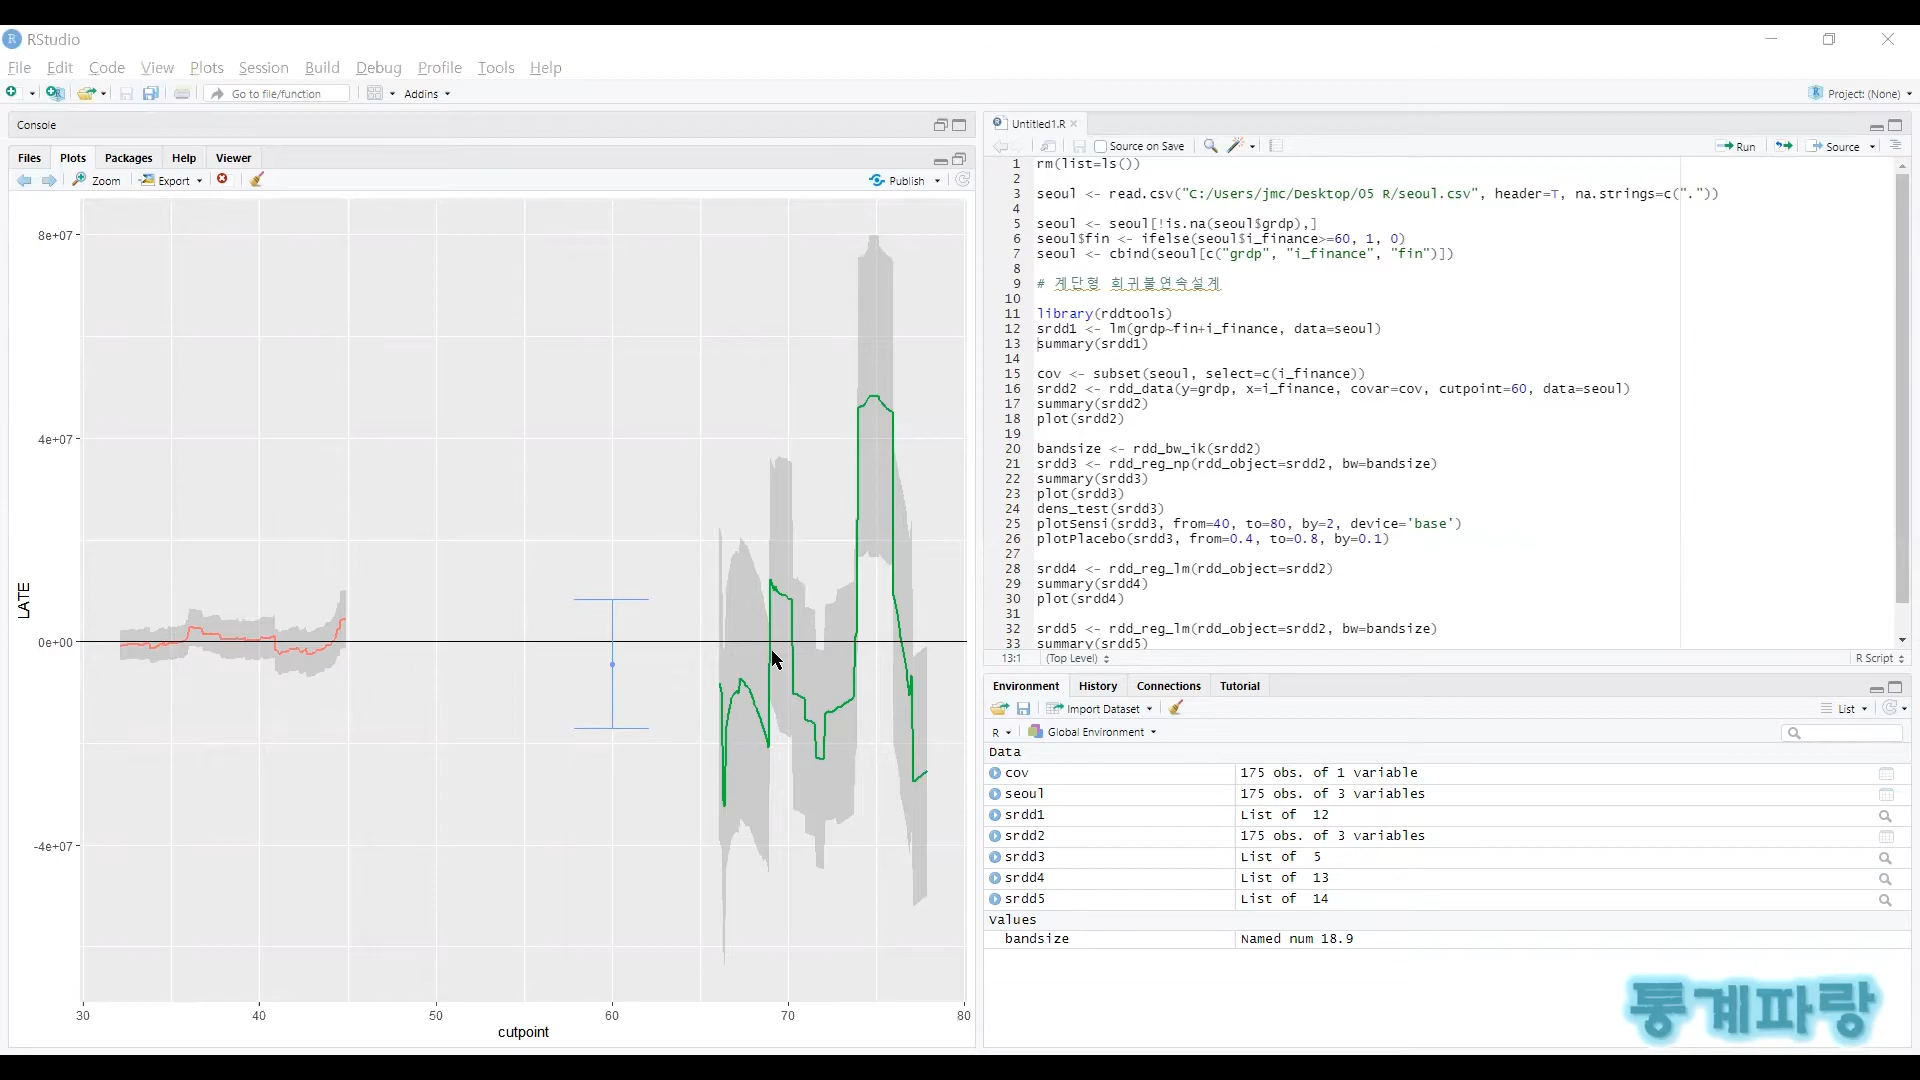 RStudio
File Edit Code View Plots Session Build Debug Profile Tools Help
Go to file/function Addins Project: (None)
Console
Files Plots Packages Help Viewer
Zoom Export Publish
8e+07
4e+07
0e+00
-4e+07
LATE
30 40 50 60 70 80
cutpoint
Untitled1.R
Source on Save Run Source
1 rm(list=ls())
2
3 seoul <- read.csv("C:/Users/jmc/Desktop/05 R/seoul.csv", header=T, na.strings=c("."))
4
5 seoul <- seoul[!is.na(seoul$grdp),]
6 seoul$fin <- ifelse(seoul$i_finance>=60, 1, 0)
7 seoul <- cbind(seoul[c("grdp", "i_finance", "fin")])
8
9 # 계단형 회귀불연속설계
10
11 library(rddtools)
12 srdd1 <- lm(grdp~fin+i_finance, data=seoul)
13 summary(srdd1)
14
15 cov <- subset(seoul, select=c(i_finance))
16 srdd2 <- rdd_data(y=grdp, x=i_finance, covar=cov, cutpoint=60, data=seoul)
17 summary(srdd2)
18 plot(srdd2)
19
20 bandsize <- rdd_bw_ik(srdd2)
21 srdd3 <- rdd_reg_np(rdd_object=srdd2, bw=bandsize)
22 summary(srdd3)
23 plot(srdd3)
24 dens_test(srdd3)
25 plotSensi(srdd3, from=40, to=80, by=2, device='base')
26 plotPlacebo(srdd3, from=0.4, to=0.8, by=0.1)
27
28 srdd4 <- rdd_reg_lm(rdd_object=srdd2)
29 summary(srdd4)
30 plot(srdd4)
31
32 srdd5 <- rdd_reg_lm(rdd_object=srdd2, bw=bandsize)
33 summary(srdd5)
13:1 (Top Level) R Script
Environment History Connections Tutorial
Import Dataset List
R Global Environment
Data
cov 175 obs. of 1 variable
seoul 175 obs. of 3 variables
srdd1 List of 12
srdd2 175 obs. of 3 variables
srdd3 List of 5
srdd4 List of 13
srdd5 List of 14
Values
bandsize Named num 18.9
통계파랑